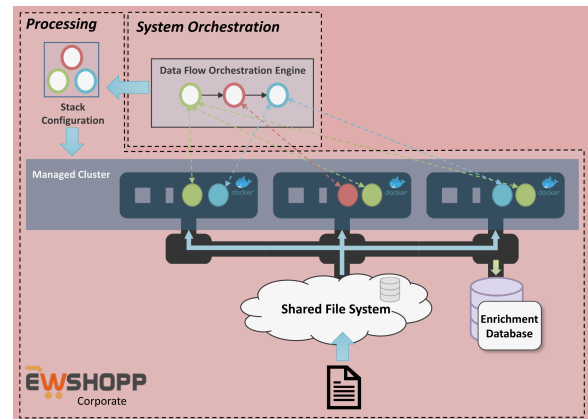 Processing
System Orchestration
Data Flow Orchestration Engine
Stack
Configuration
Managed Cluster
docker
docker
docker
Shared File System
Enrichment
Database
EWSHOPP
Corporate